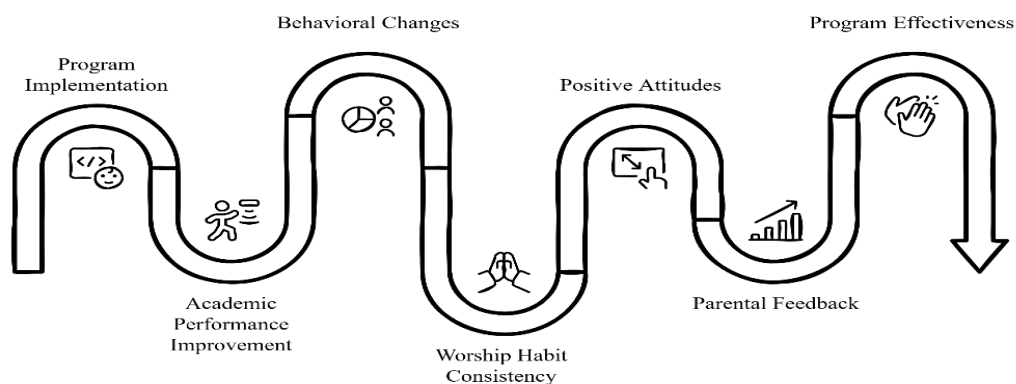 Program
Implementation
Academic
Performance
Improvement
Behavioral Changes
Worship Habit
Consistency
Positive Attitudes
Parental Feedback
Program Effectiveness